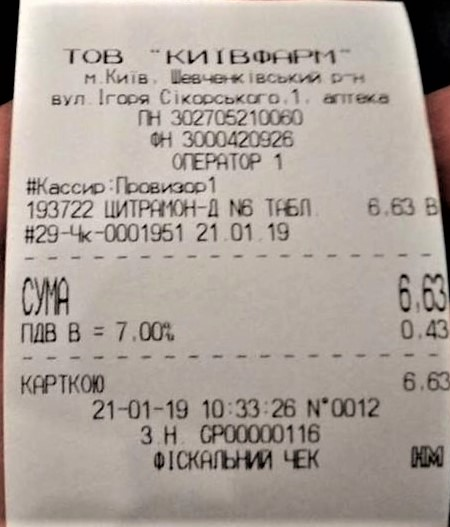 ТОВ "КИЇВФАРМ"
м.Київ, Шевченківський р-н
вул.Ігоря Сікорського,1, аптека
ПН 302705210060
ФН 3000420926
ОПЕРАТОР 1
#Кассир:Провизор1
193722 ЦИТРАМОН-Д N6 ТАБЛ. 6.63 В
#29-Чк-0001951 21.01.19
СУМА 6,63
ПДВ В = 7,00% 0.43
КАРТКОЮ 6.63
21-01-19 10:33:26 N°0012
З.Н. GP00000116
ФІСКАЛЬНИЙ ЧЕК НМ